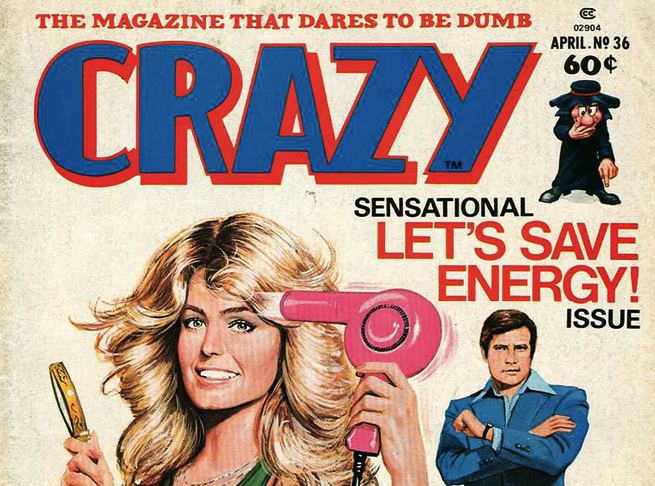 THE MAGAZINE THAT DARES TO BE DUMB
CRAZY
TM
CC
02904
APRIL. Nº 36
60¢
SENSATIONAL
LET'S SAVE
ENERGY!
ISSUE